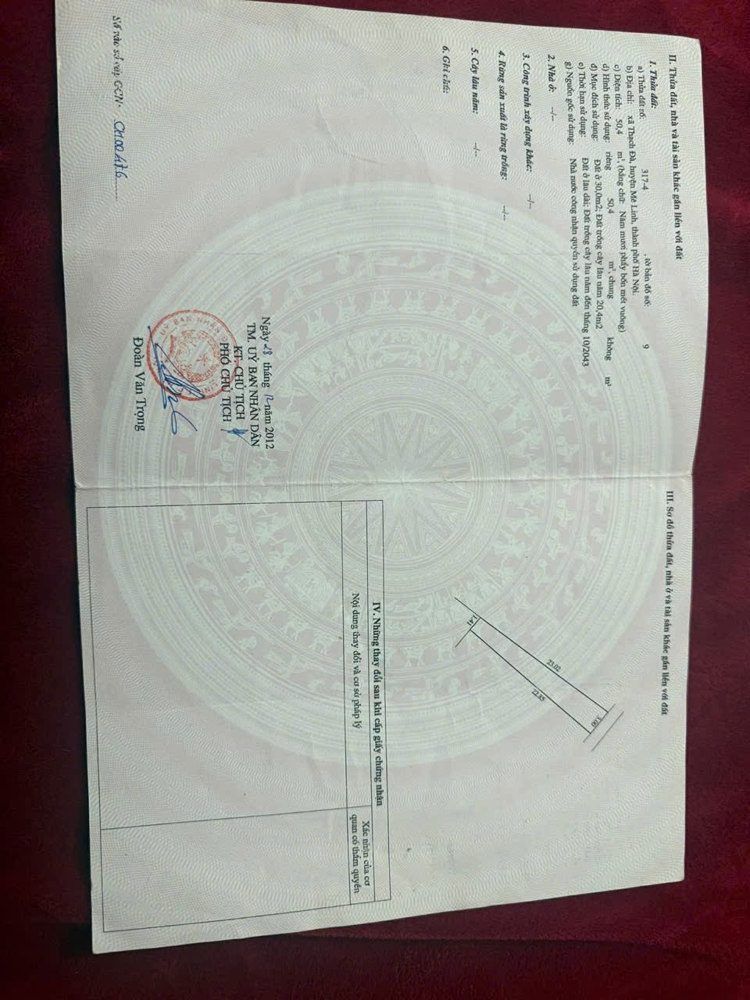 II. Thửa đất, nhà và tài sản khác gắn liền với đất
1. Thửa đất:
a) Thửa đất số: 317-4 , tờ bản đồ số: 9
b) Địa chỉ: xã Thạch Đà, huyện Mê Linh, thành phố Hà Nội.
c) Diện tích: 50,4 m², (bằng chữ: Năm mươi phẩy bốn mét vuông)
d) Hình thức sử dụng: riêng 50,4 m², chung không m²
đ) Mục đích sử dụng: Đất ở 30,0m2; Đất trồng cây lâu năm 20,4m2
e) Thời hạn sử dụng: Đất ở lâu dài; Đất trồng cây lâu năm đến tháng 10/2043
g) Nguồn gốc sử dụng: Nhà nước công nhận quyền sử dụng đất
2. Nhà ở: --/--
3. Công trình xây dựng khác: --/--
4. Rừng sản xuất là rừng trồng: --/--
5. Cây lâu năm: --/--
6. Ghi chú:
Ngày 28 tháng 12 năm 2012
TM. UỶ BAN NHÂN DÂN
KT. CHỦ TỊCH
PHÓ CHỦ TỊCH
UỶ BAN NHÂN
Đoàn Văn Trọng
Số vào sổ cấp GCN: CH00476
III. Sơ đồ thửa đất, nhà ở và tài sản khác gắn liền với đất
3.00
23.02
22.85
1.41
IV. Những thay đổi sau khi cấp giấy chứng nhận
Nội dung thay đổi và cơ sở pháp lý
Xác nhận của cơ
quan có thẩm quyền